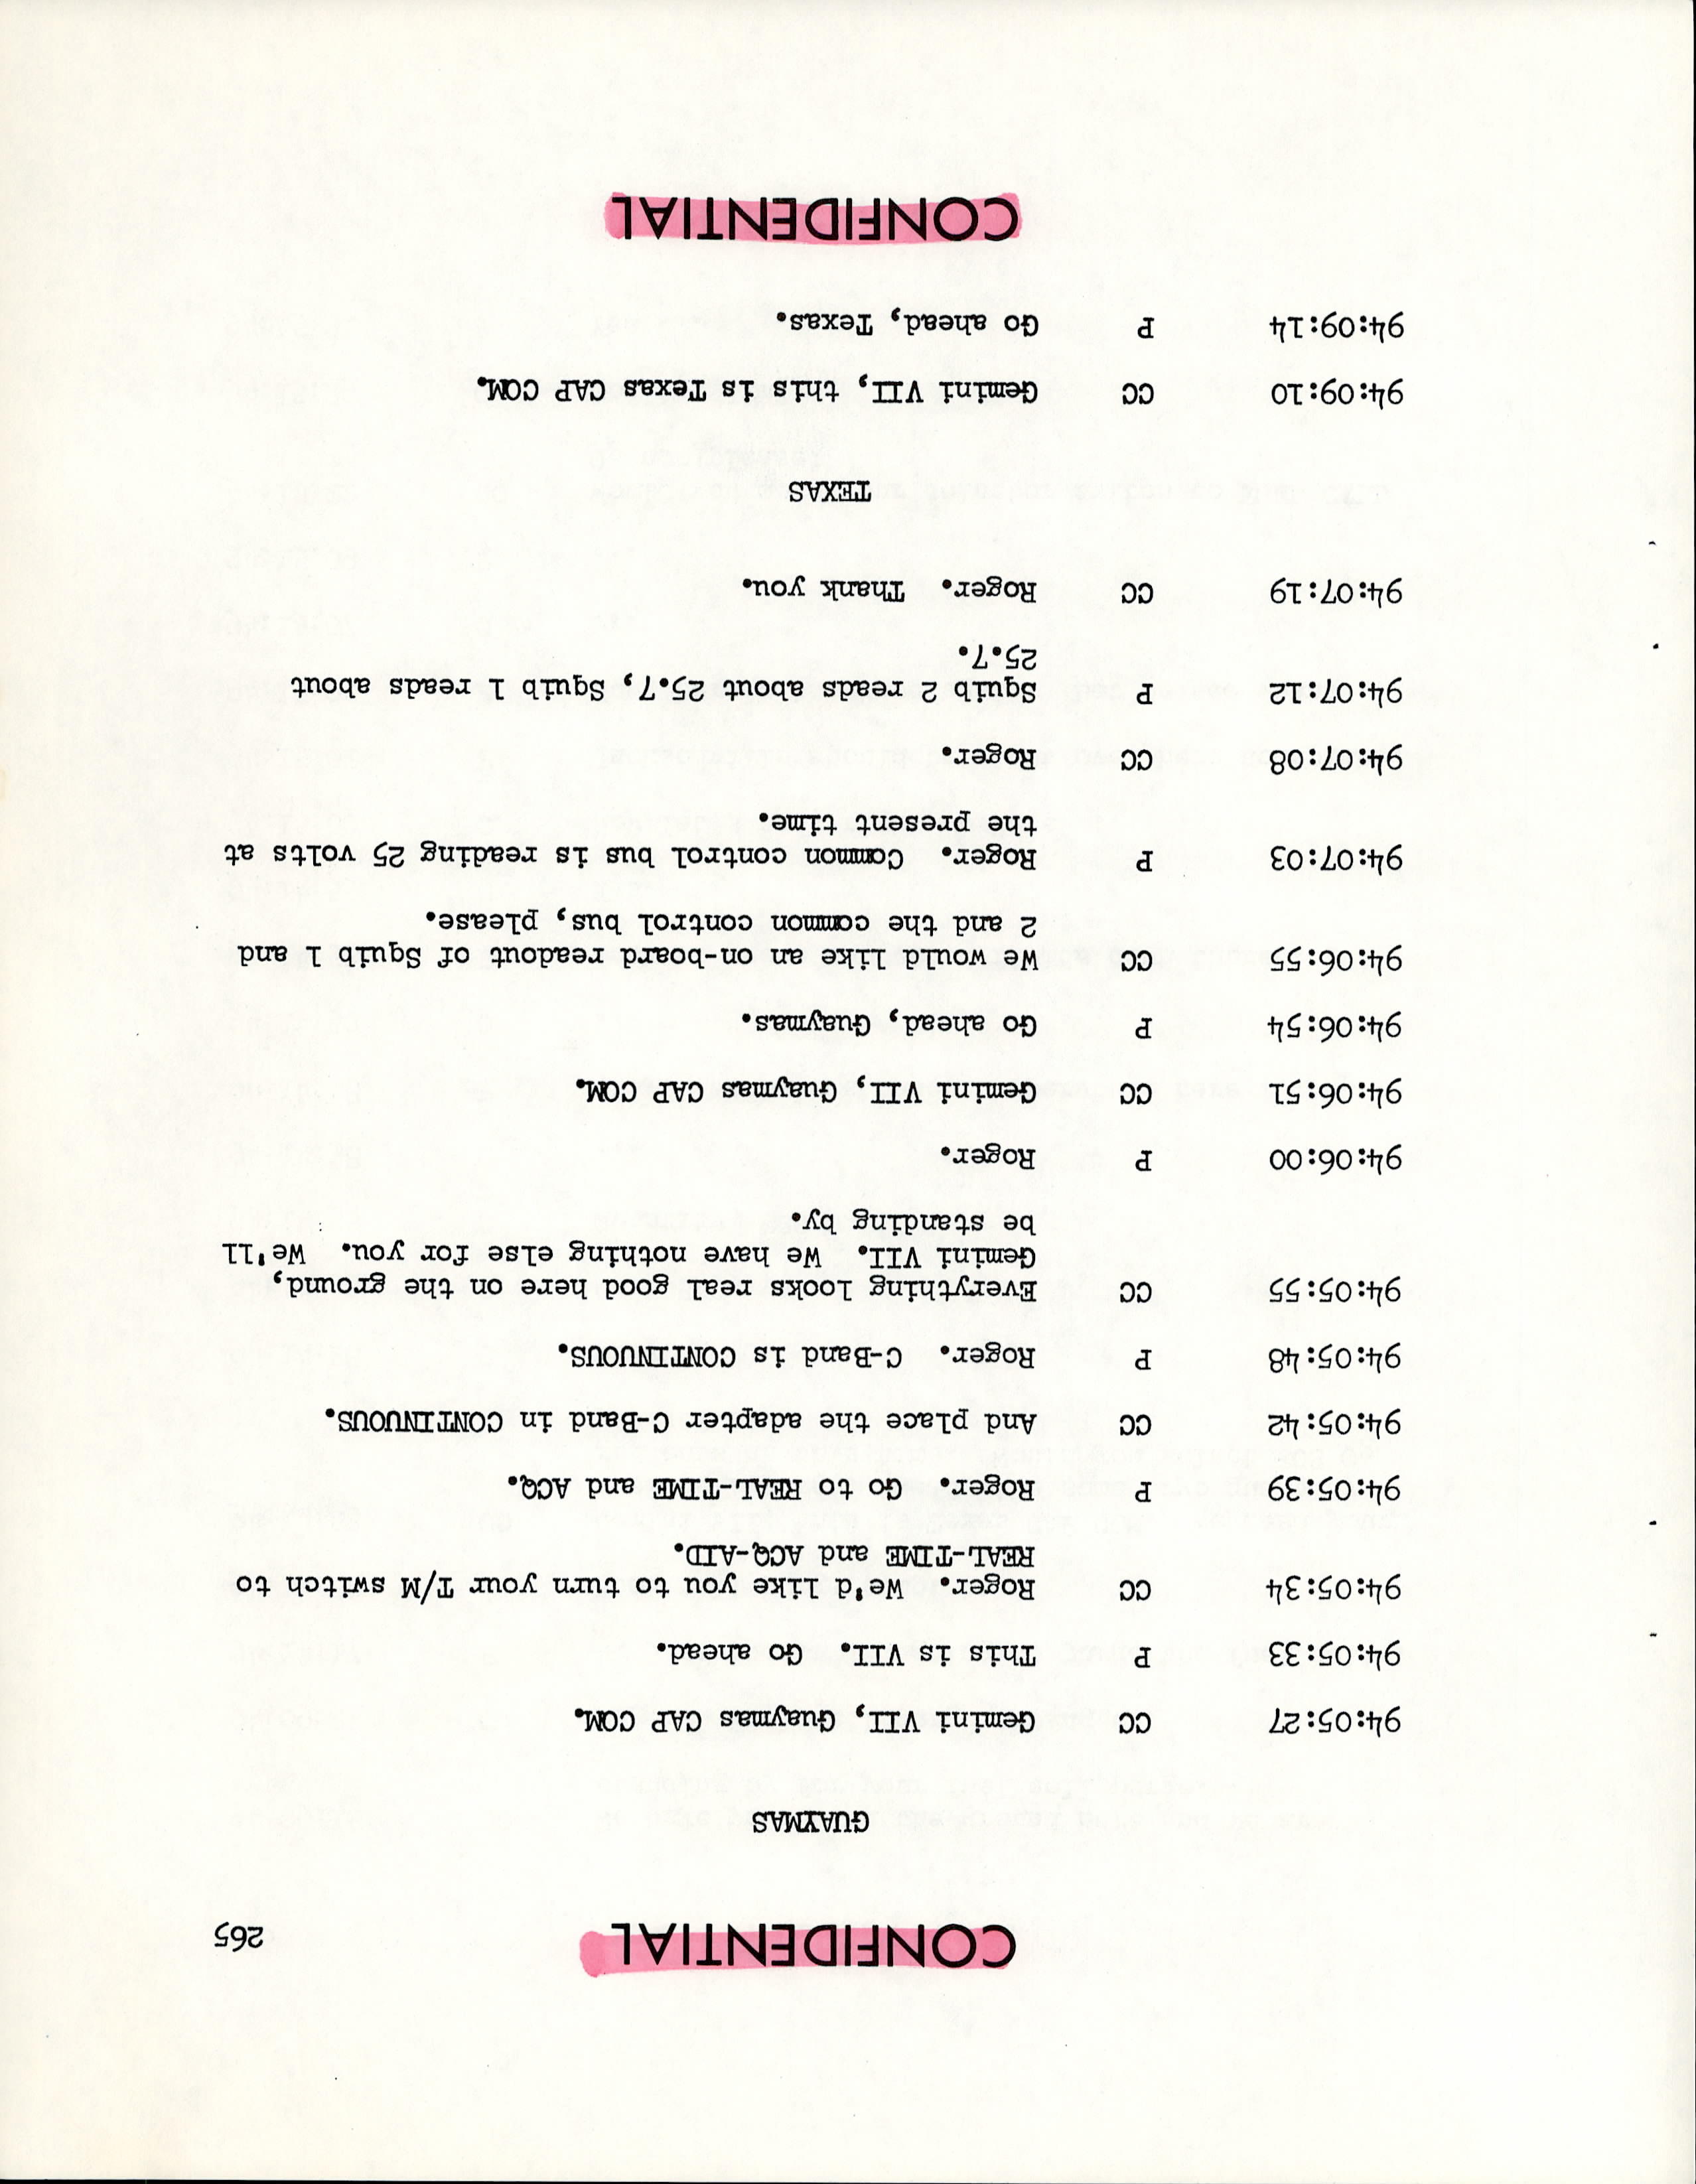 CONFIDENTIAL
265
GUAYMAS
94:05:27 CC Gemini VII, Guaymas CAP COM.
94:05:33 P This is VII. Go ahead.
94:05:34 CC Roger. We'd like you to turn your T/M switch to
REAL-TIME and ACQ-AID.
94:05:39 P Roger. Go to REAL-TIME and ACQ.
94:05:42 CC And place the adapter C-Band in CONTINUOUS.
94:05:48 P Roger. C-Band is CONTINUOUS.
94:05:55 CC Everything looks real good here on the ground,
Gemini VII. We have nothing else for you. We'll
be standing by.
94:06:00 P Roger.
94:06:51 CC Gemini VII, Guaymas CAP COM.
94:06:54 P Go ahead, Guaymas.
94:06:55 CC We would like an on-board readout of Squib 1 and
2 and the common control bus, please.
94:07:03 P Roger. Common control bus is reading 25 volts at
the present time.
94:07:08 CC Roger.
94:07:12 P Squib 2 reads about 25.7, Squib 1 reads about
25.7.
94:07:19 CC Roger. Thank you.
TEXAS
94:09:10 CC Gemini VII, this is Texas CAP COM.
94:09:14 P Go ahead, Texas.
CONFIDENTIAL